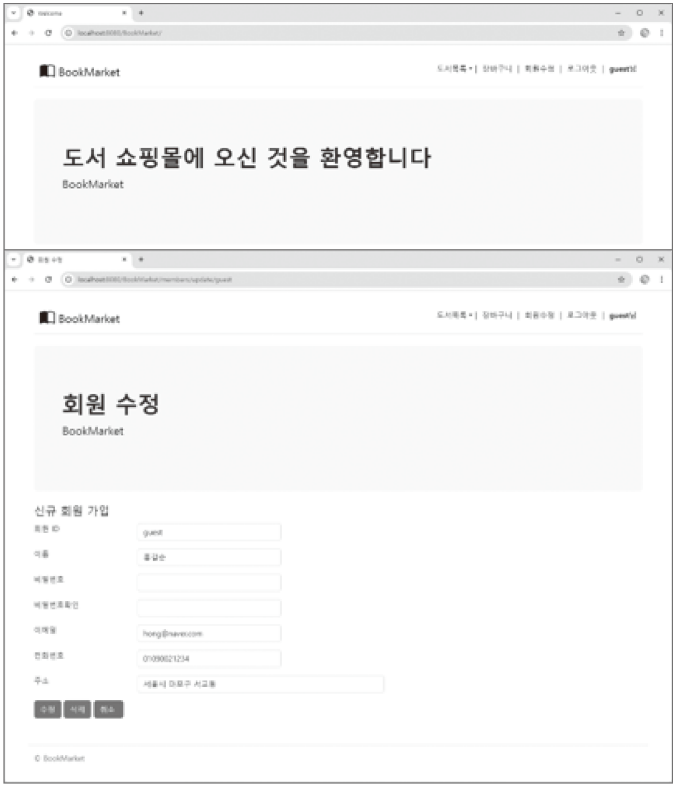 Welcome
localhost:8080/BookMarket/
BookMarket
도서목록 | 장바구니 | 회원수정 | 로그아웃 | guest님
도서 쇼핑몰에 오신 것을 환영합니다
BookMarket
회원 수정
localhost:8080/BookMarket/members/update/guest
BookMarket
도서목록 | 장바구니 | 회원수정 | 로그아웃 | guest님
회원 수정
BookMarket
신규 회원 가입
회원 ID guest
이름 홍길순
비밀번호
비밀번호확인
이메일 hong@naver.com
전화번호 01090021234
주소 서울시 마포구 서교동
수정 삭제 취소
© BookMarket